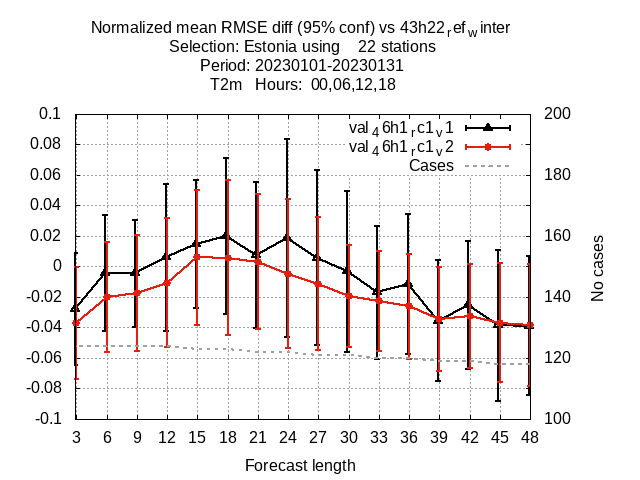 Normalized mean RMSE diff (95% conf) vs 43h22refwinter
Selection: Estonia using 22 stations
Period: 20230101-20230131
T2m Hours: 00,06,12,18
0.1 200
val46h1rc1v1
0.08
val46h1rc1v2
Cases
0.06 180
0.04
0.02 160
0
-0.02 140
-0.04
-0.06 120
-0.08
-0.1 100
No cases
3 6 9 12 15 18 21 24 27 30 33 36 39 42 45 48
Forecast length